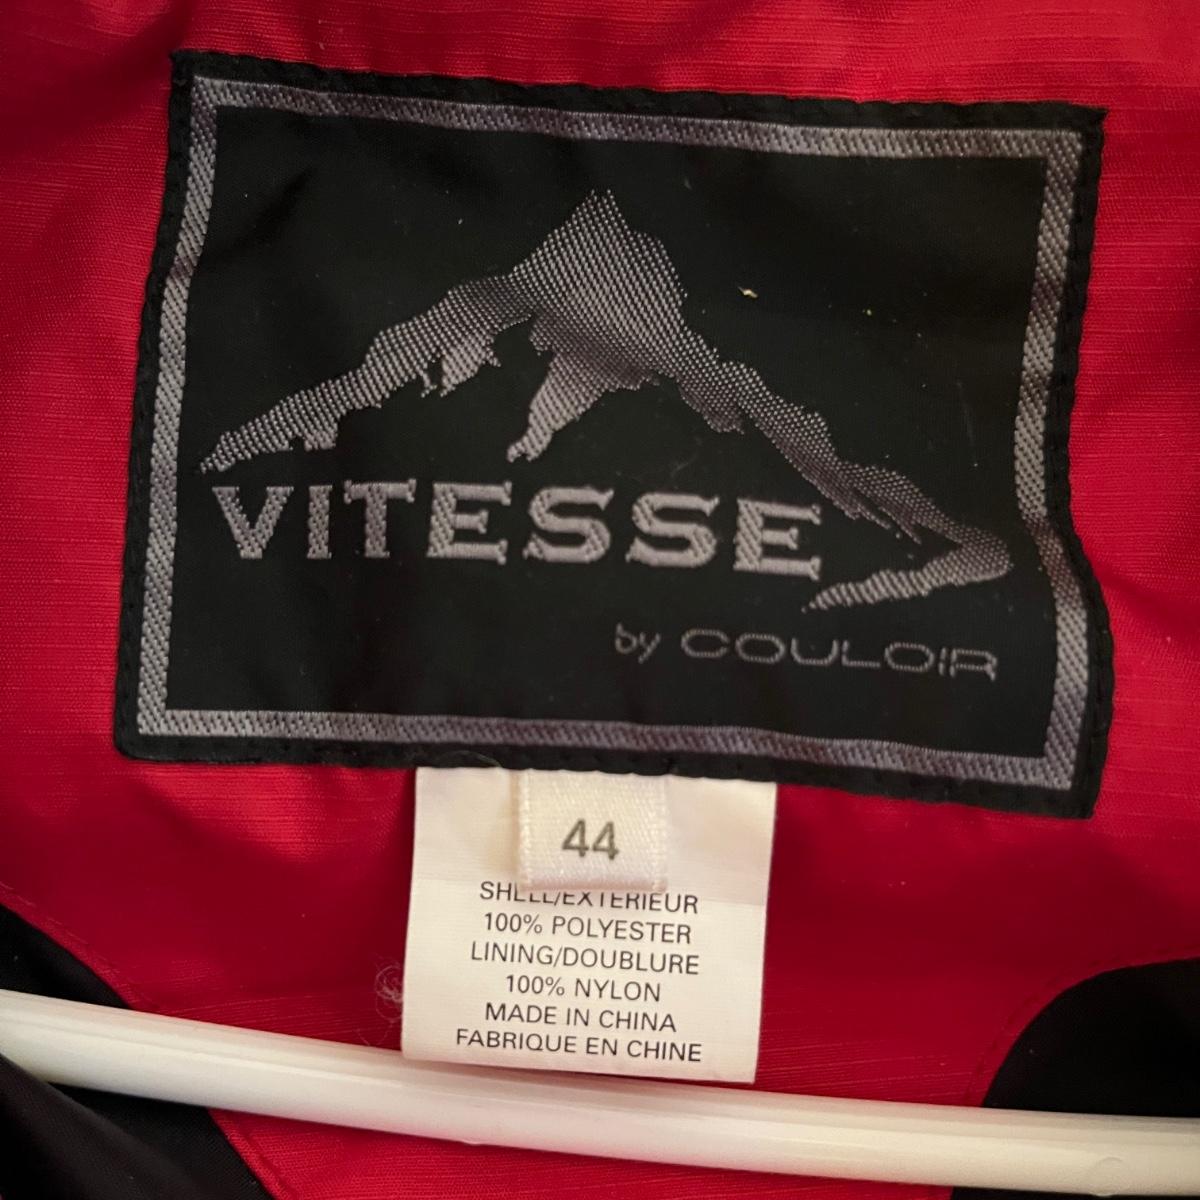 VITESSE
by COULOIR
44
SHELL/EXTERIEUR
100% POLYESTER
LINING/DOUBLURE
100% NYLON
MADE IN CHINA
FABRIQUE EN CHINE